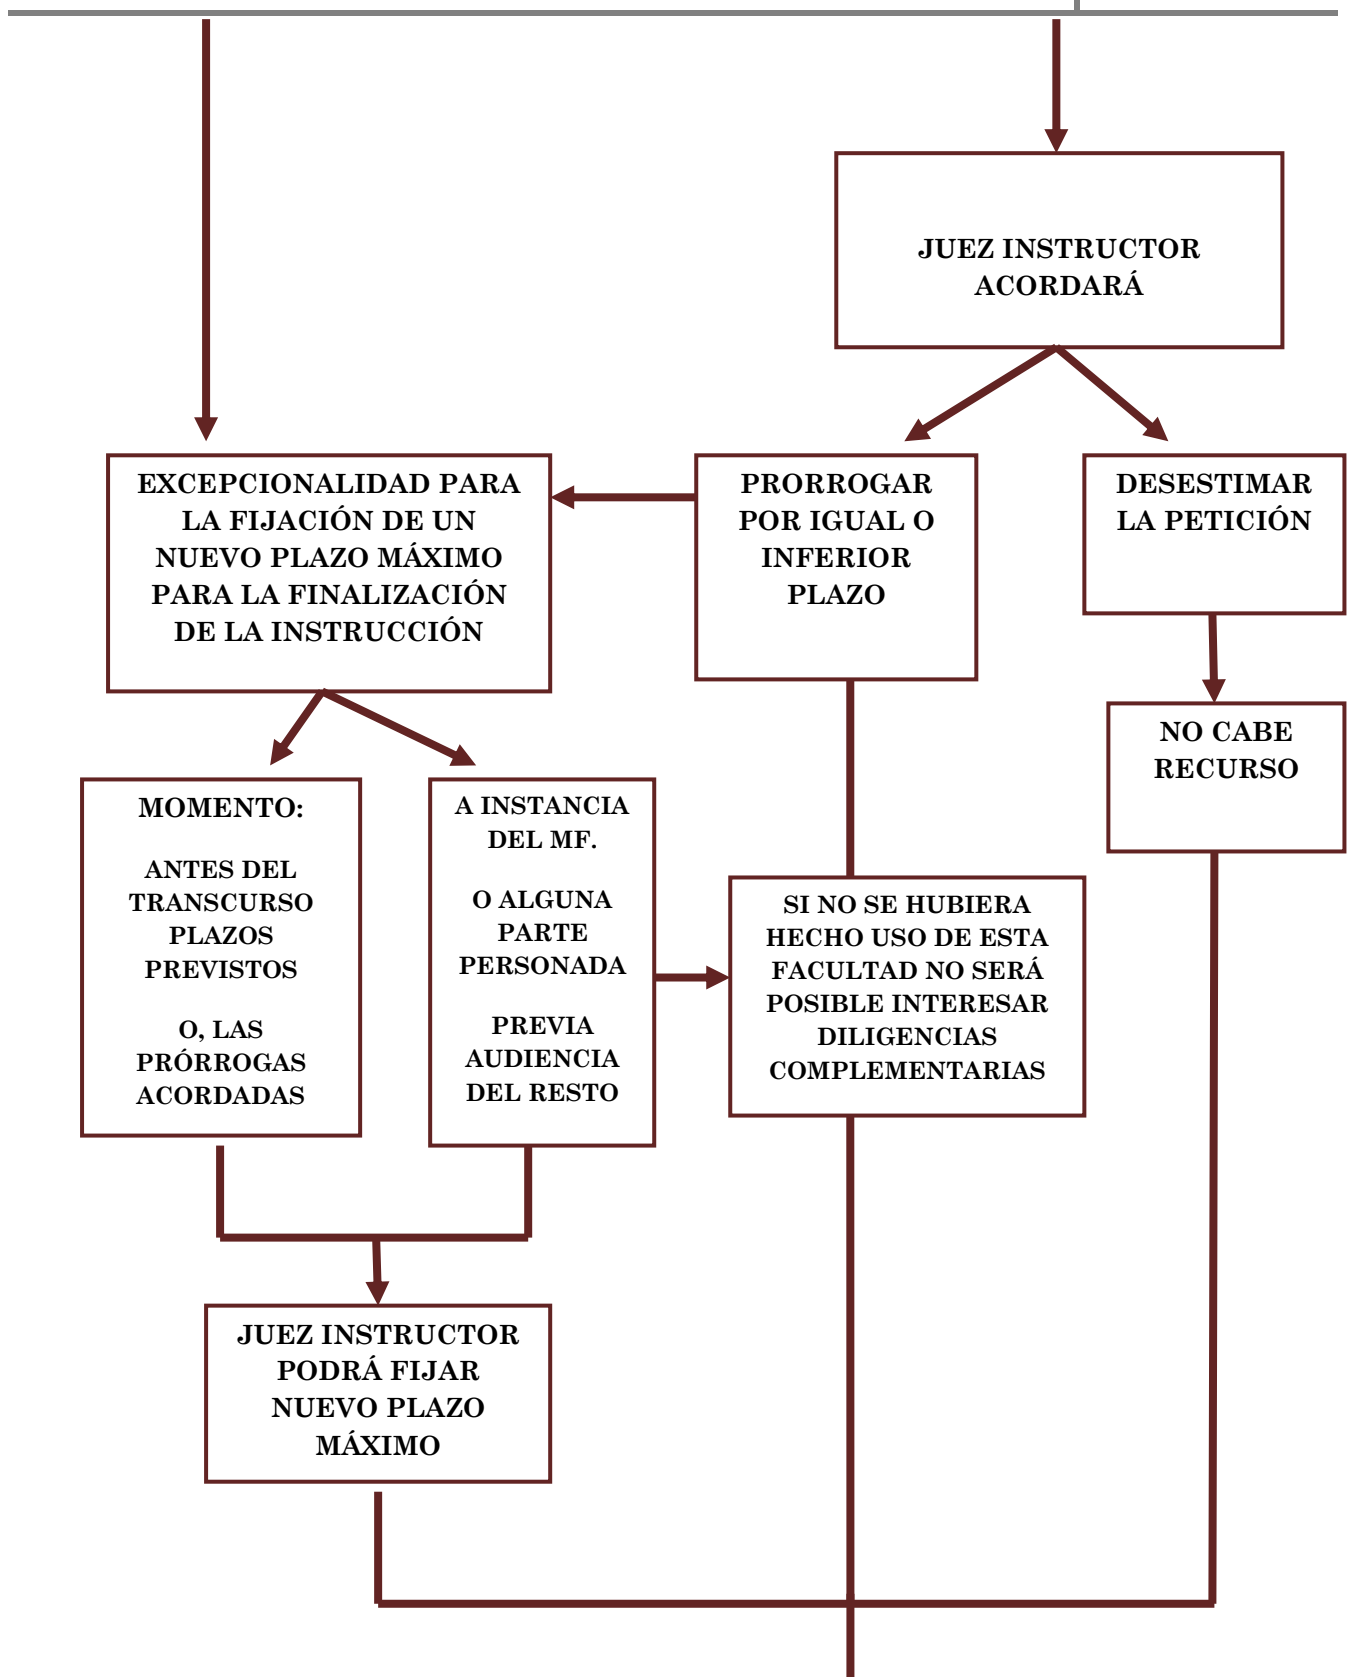 JUEZ INSTRUCTOR
ACORDARÁ
EXCEPCIONALIDAD PARA
LA FIJACIÓN DE UN
NUEVO PLAZO MÁXIMO
PARA LA FINALIZACIÓN
DE LA INSTRUCCIÓN
PRORROGAR
POR IGUAL O
INFERIOR
PLAZO
DESESTIMAR
LA PETICIÓN
NO CABE
RECURSO
MOMENTO:
ANTES DEL
TRANSCURSO
PLAZOS
PREVISTOS
O, LAS
PRÓRROGAS
ACORDADAS
A INSTANCIA
DEL MF.
O ALGUNA
PARTE
PERSONADA
PREVIA
AUDIENCIA
DEL RESTO
SI NO SE HUBIERA
HECHO USO DE ESTA
FACULTAD NO SERÁ
POSIBLE INTERESAR
DILIGENCIAS
COMPLEMENTARIAS
JUEZ INSTRUCTOR
PODRÁ FIJAR
NUEVO PLAZO
MÁXIMO